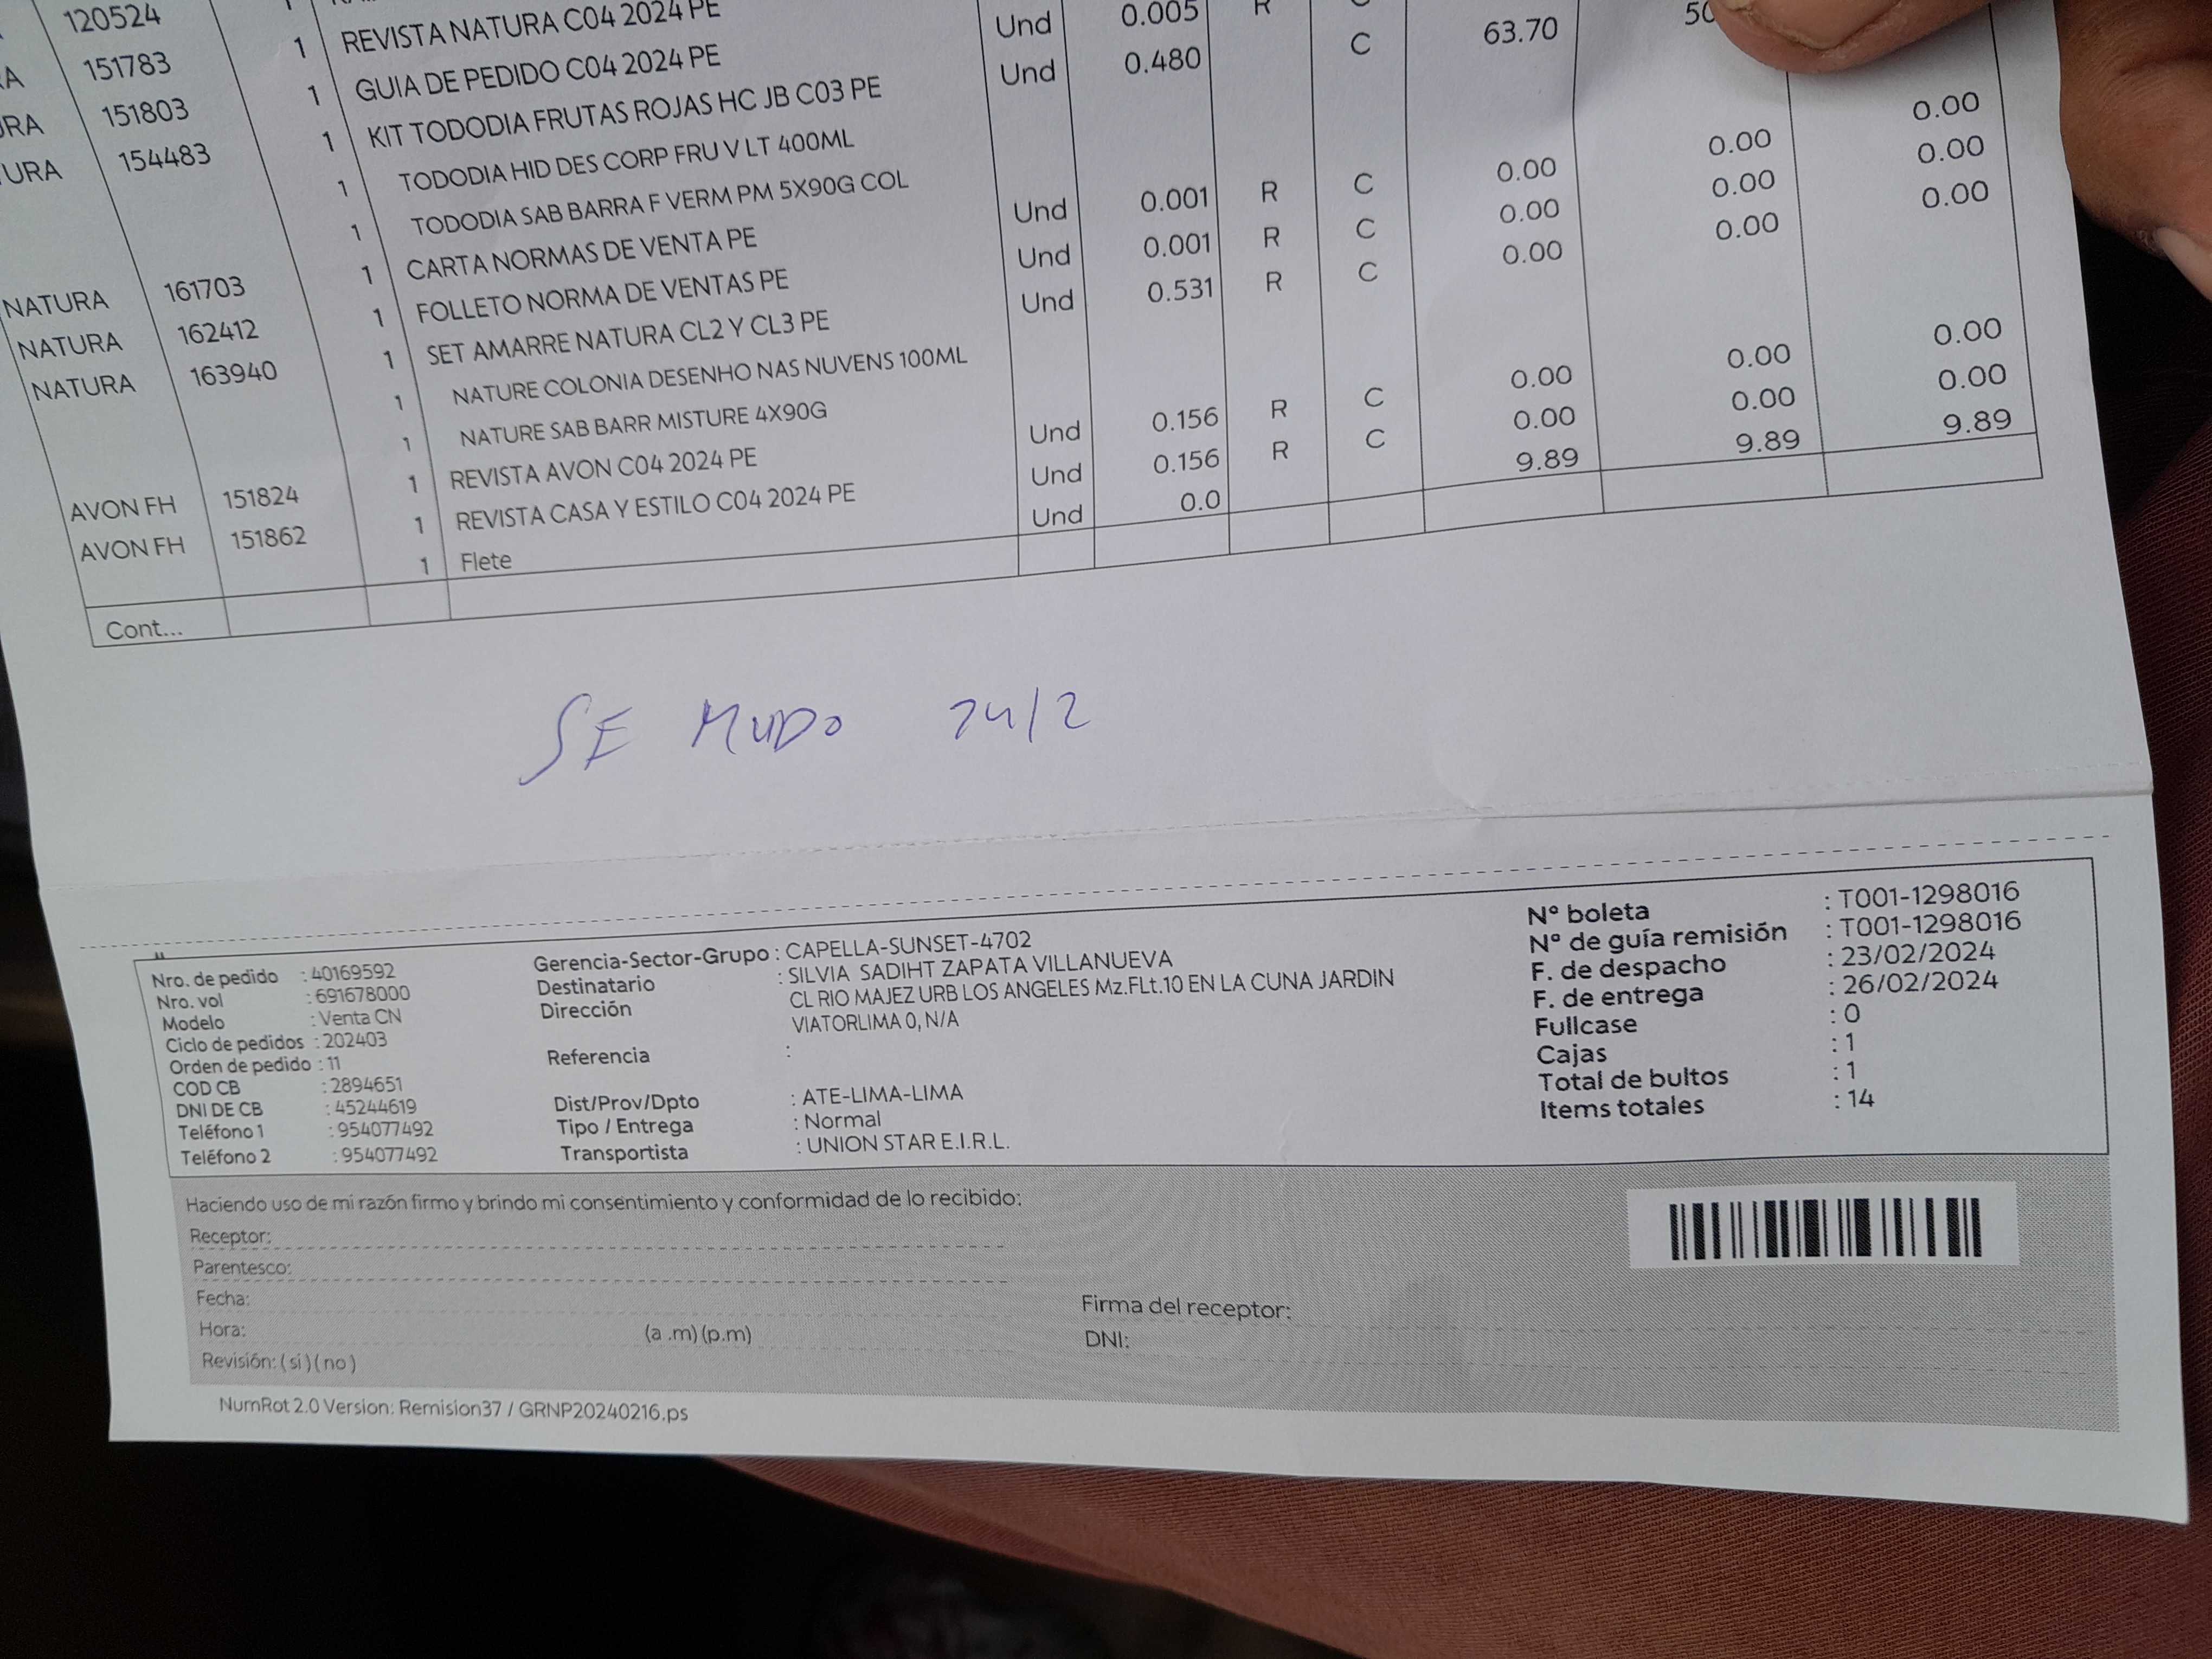 120524
1 REVISTA NATURA C04 2024 PE Und 0.005 R
RA 151783 1 GUIA DE PEDIDO C04 2024 PE Und 0.480 C 63.70
URA 151803 1 KIT TODODIA FRUTAS ROJAS HC JB C03 PE
TURA 154483 1 TODODIA HID DES CORP FRU V LT 400ML
1 TODODIA SAB BARRA F VERM PM 5X90G COL
NATURA 161703 1 CARTA NORMAS DE VENTA PE Und 0.001 R C 0.00 0.00 0.00
NATURA 162412 1 FOLLETO NORMA DE VENTAS PE Und 0.001 R C 0.00 0.00 0.00
NATURA 163940 1 SET AMARRE NATURA CL2 Y CL3 PE Und 0.531 R C 0.00 0.00 0.00
1 NATURE COLONIA DESENHO NAS NUVENS 100ML
1 NATURE SAB BARR MISTURE 4X90G
AVON FH 151824 1 REVISTA AVON C04 2024 PE Und 0.156 R C 0.00 0.00 0.00
AVON FH 151862 1 REVISTA CASA Y ESTILO C04 2024 PE Und 0.156 R C 0.00 0.00 0.00
1 Flete Und 0.0 9.89 9.89 9.89
Cont...
SE MUDO 24/2
Nro. de pedido : 40169592
Nro. vol : 691678000
Modelo : Venta CN
Ciclo de pedidos : 202403
Orden de pedido : 11
COD CB : 2894651
DNI DE CB : 45244619
Teléfono 1 : 954077492
Teléfono 2 : 954077492
Gerencia-Sector-Grupo : CAPELLA-SUNSET-4702
Destinatario : SILVIA SADIHT ZAPATA VILLANUEVA
Dirección CL RIO MAJEZ URB LOS ANGELES Mz.FLt.10 EN LA CUNA JARDIN
VIATORLIMA 0, N/A
Referencia :
Dist/Prov/Dpto : ATE-LIMA-LIMA
Tipo / Entrega : Normal
Transportista : UNION STAR E.I.R.L.
N° boleta : T001-1298016
N° de guía remisión : T001-1298016
F. de despacho : 23/02/2024
F. de entrega : 26/02/2024
Fullcase : 0
Cajas : 1
Total de bultos : 1
Items totales : 14
Haciendo uso de mi razón firmo y brindo mi consentimiento y conformidad de lo recibido:
Receptor:
Parentesco:
Fecha:
Hora: (a .m) (p.m)
Revisión: ( si ) ( no )
Firma del receptor:
DNI:
NumRot 2.0 Version: Remision37 / GRNP20240216.ps